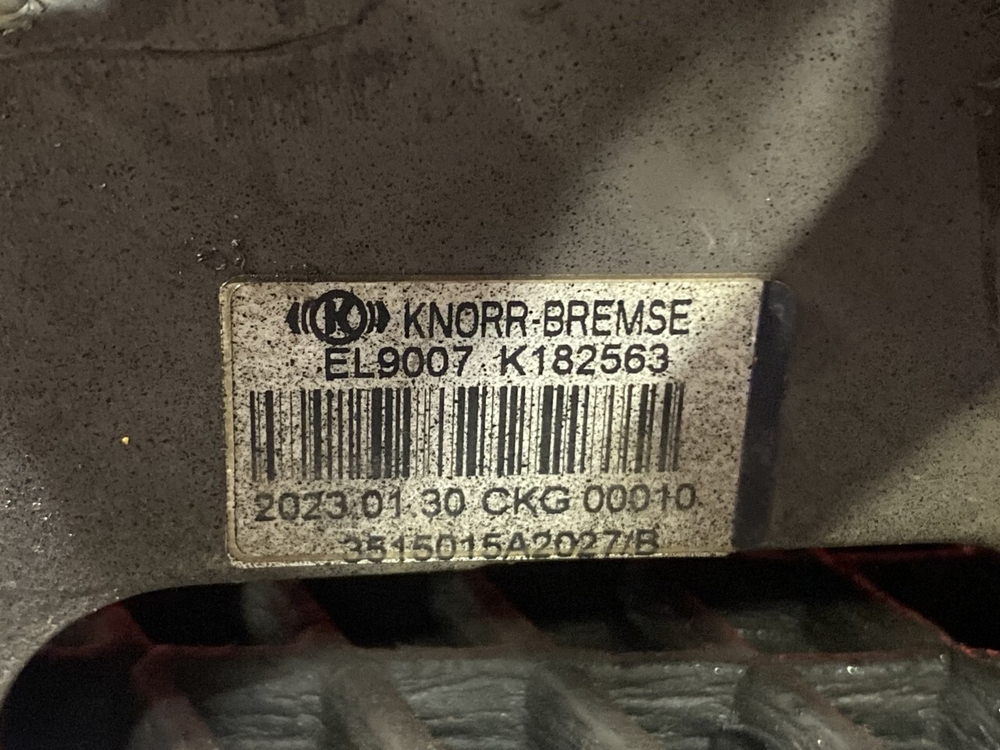 K KNORR-BREMSE
EL9007 K182563
2023.01.30 CKG 00010
3515015A2027/B